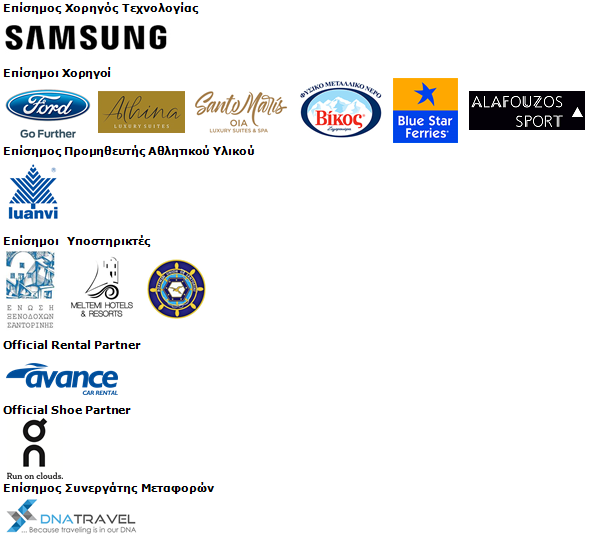 Επίσημος Χορηγός Τεχνολογίας
SAMSUNG
Επίσημοι Χορηγοί
Ford
Go Further
Athina
LUXURY SUITES
Santo Maris
OIA
LUXURY SUITES & SPA
ΦΥΣΙΚΟ ΜΕΤΑΛΛΙΚΟ ΝΕΡΟ
Βίκος
Blue Star
Ferries
ALAFOUZOS
SPORT
Επίσημος Προμηθευτής Αθλητικού Υλικού
luanvi
Επίσημοι Υποστηρικτές
ΕΝΩΣΗ
ΞΕΝΟΔΟΧΩΝ
ΣΑΝΤΟΡΙΝΗΣ
MELTEMI HOTELS
& RESORTS
Official Rental Partner
avance
CAR RENTAL
Official Shoe Partner
on
Run on clouds.
Επίσημος Συνεργάτης Μεταφορών
DNATRAVEL
... Because traveling is in our DNA